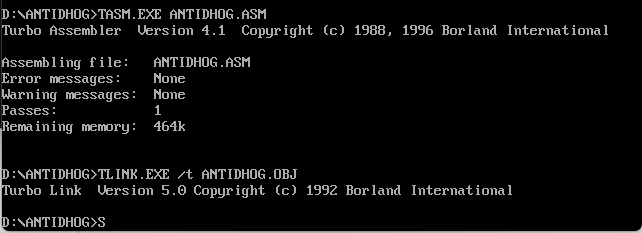 D:\ANTIDHOG>TASM.EXE ANTIDHOG.ASM
Turbo Assembler  Version 4.1  Copyright (c) 1988, 1996 Borland International
Assembling file:   ANTIDHOG.ASM
Error messages:    None
Warning messages:  None
Passes:            1
Remaining memory:  464k
D:\ANTIDHOG>TLINK.EXE /t ANTIDHOG.OBJ
Turbo Link  Version 5.0 Copyright (c) 1992 Borland International
D:\ANTIDHOG>S